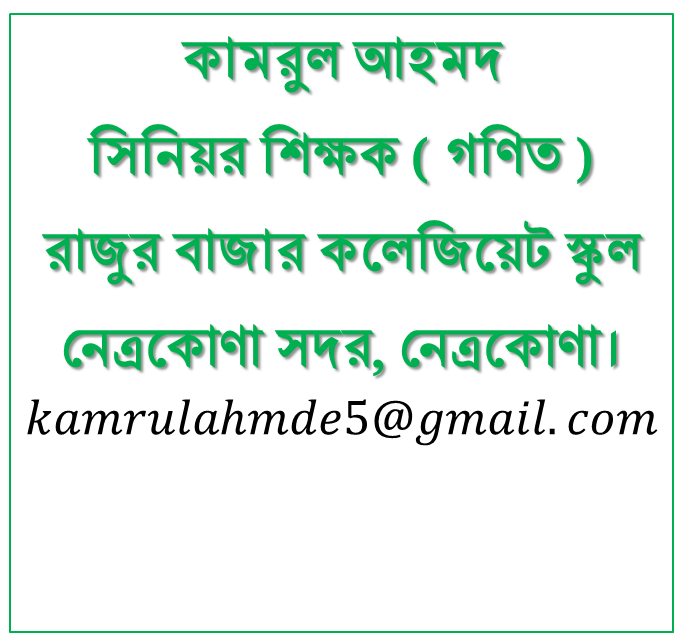 কামরুল আহমদ
সিনিয়র শিক্ষক ( গণিত )
রাজুর বাজার কলেজিয়েট স্কুল
নেত্রকোণা সদর, নেত্রকোণা।
kamrulahmde5@gmail.com